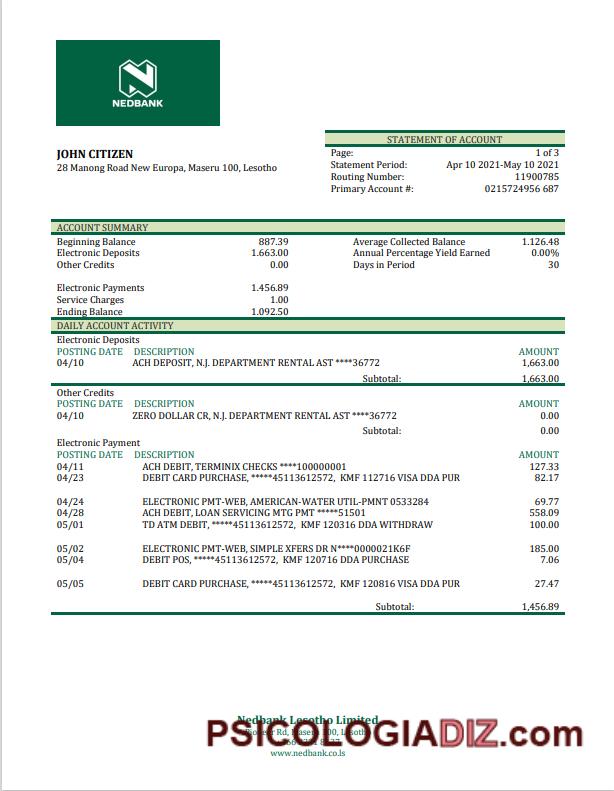 NEDBANK
STATEMENT OF ACCOUNT
JOHN CITIZEN
28 Manong Road New Europa, Maseru 100, Lesotho
Page: 1 of 3
Statement Period: Apr 10 2021-May 10 2021
Routing Number: 11900785
Primary Account #: 0215724956 687
ACCOUNT SUMMARY
Beginning Balance 887.39 Average Collected Balance 1.126.48
Electronic Deposits 1.663.00 Annual Percentage Yield Earned 0.00%
Other Credits 0.00 Days in Period 30
Electronic Payments 1.456.89
Service Charges 1.00
Ending Balance 1.092.50
DAILY ACCOUNT ACTIVITY
Electronic Deposits
POSTING DATE DESCRIPTION AMOUNT
04/10 ACH DEPOSIT, N.J. DEPARTMENT RENTAL AST ****36772 1,663.00
Subtotal: 1,663.00
Other Credits
POSTING DATE DESCRIPTION AMOUNT
04/10 ZERO DOLLAR CR, N.J. DEPARTMENT RENTAL AST ****36772 0.00
Subtotal: 0.00
Electronic Payment
POSTING DATE DESCRIPTION AMOUNT
04/11 ACH DEBIT, TERMINIX CHECKS ****100000001 127.33
04/23 DEBIT CARD PURCHASE, *****45113612572, KMF 112716 VISA DDA PUR 82.17
04/24 ELECTRONIC PMT-WEB, AMERICAN-WATER UTIL-PMNT 0533284 69.77
04/28 ACH DEBIT, LOAN SERVICING MTG PMT *****51501 558.09
05/01 TD ATM DEBIT, *****45113612572, KMF 120316 DDA WITHDRAW 100.00
05/02 ELECTRONIC PMT-WEB, SIMPLE XFERS DR N****0000021K6F 185.00
05/04 DEBIT POS, *****45113612572, KMF 120716 DDA PURCHASE 7.06
05/05 DEBIT CARD PURCHASE, *****45113612572, KMF 120816 VISA DDA PUR 27.47
Subtotal: 1,456.89
Nedbank Lesotho Limited
Rd, Maseru 100, Lesotho
PSICOLOGIADIZ.com
www.nedbank.co.ls